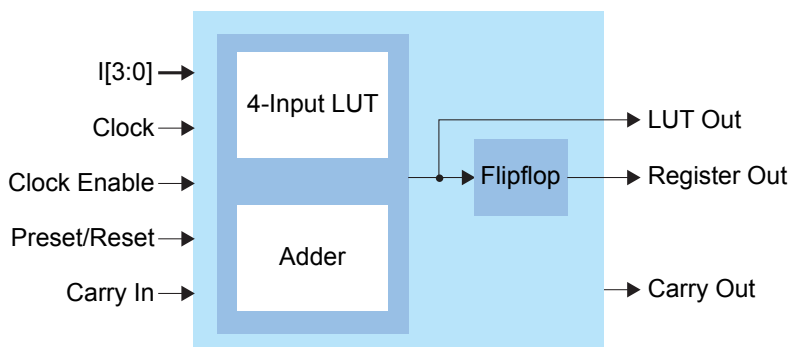 I[3:0]
Clock
Clock Enable
Preset/Reset
Carry In
4-Input LUT
Adder
Flipflop
LUT Out
Register Out
Carry Out